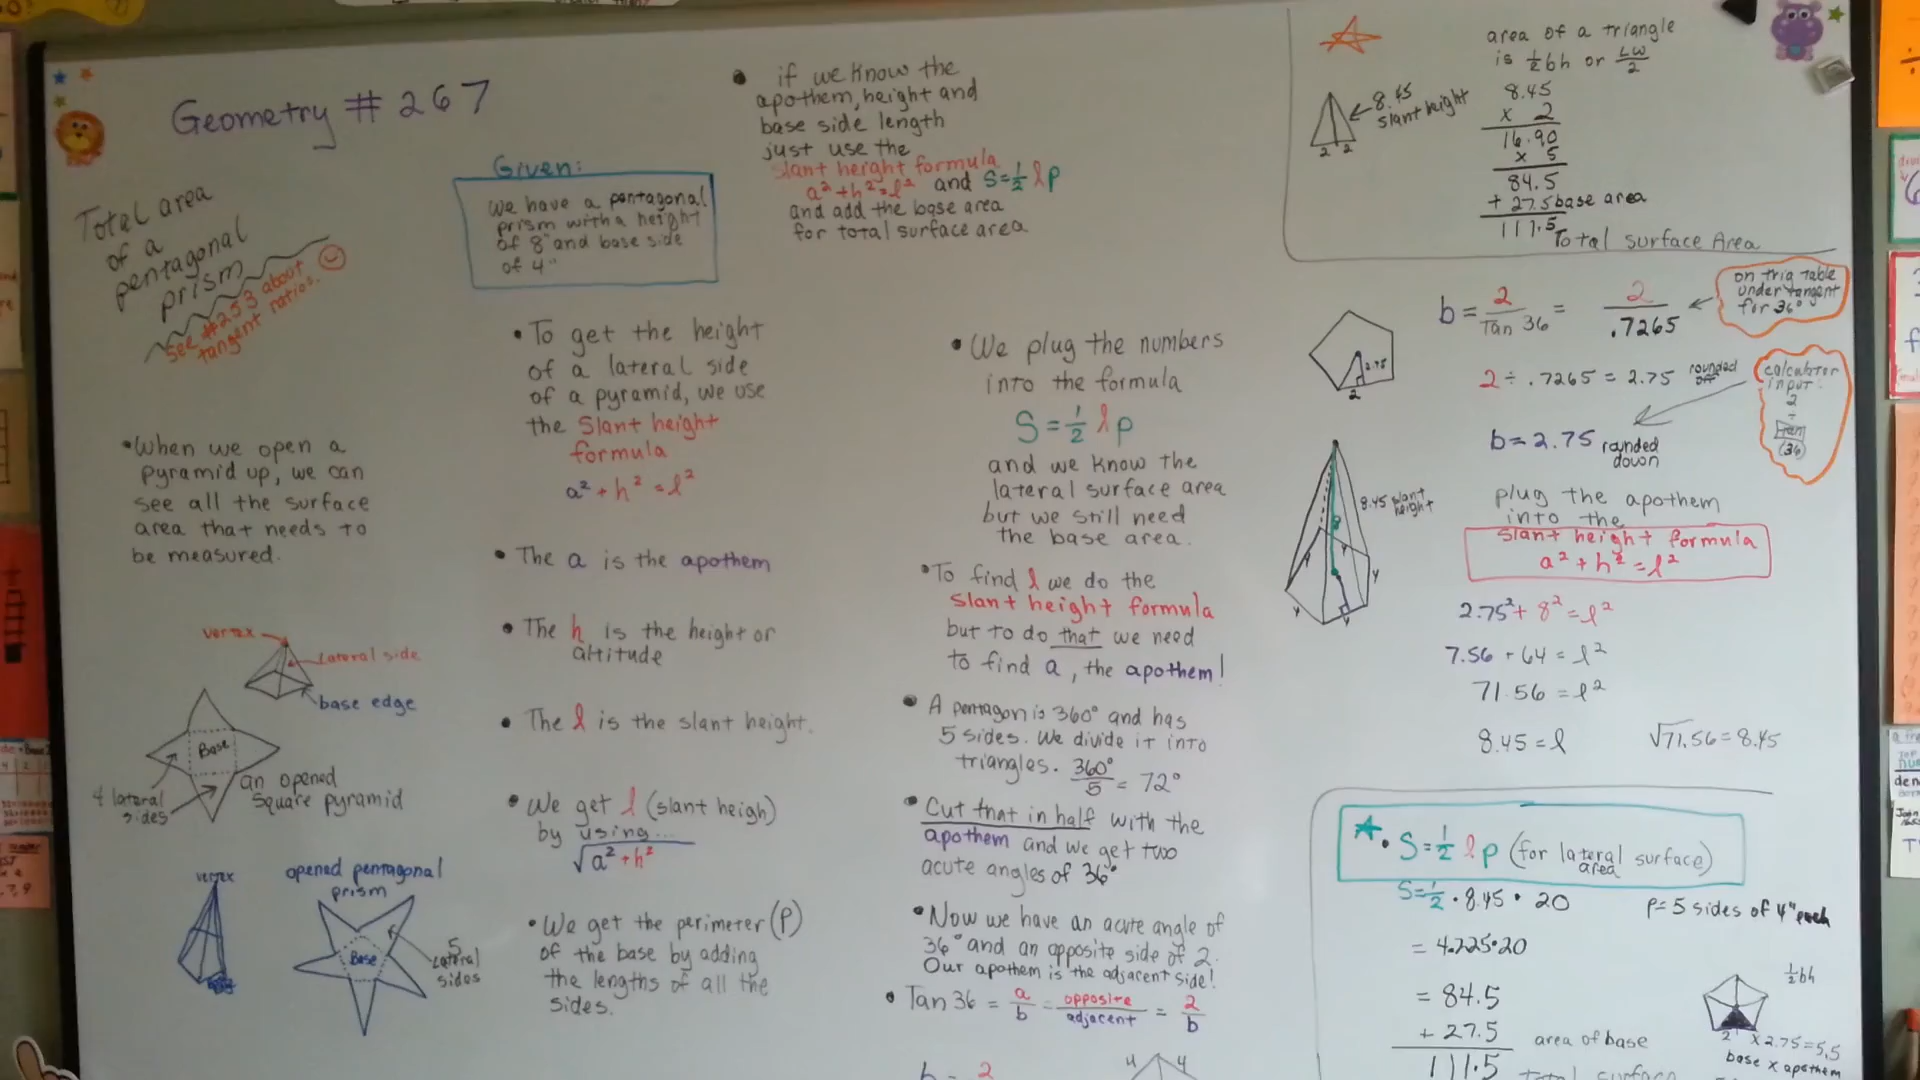 Geometry # 267
Total area
of a
pentagonal
prism
See #253 about
tangent ratios.
Given:
We have a pentagonal
prism with a height
of 8" and base side
of 4"
• When we open a
pyramid up, we can
see all the surface
area that needs to
be measured.
vertex
lateral side
base edge
Base
4 lateral
sides
an opened
square pyramid
vertex
opened pentagonal
prism
Base
5
lateral
sides
• To get the height
of a lateral side
of a pyramid, we use
the Slant height
formula
a² + h² = l²
• The a is the apothem
• The h is the height or
altitude
• The l is the slant height.
• We get l (slant heigh)
by using...
√a² + h²
• We get the perimeter (p)
of the base by adding
the lengths of all the
sides.
• if we know the
apothem, height and
base side length
just use the
slant height formula
a² + h² = l² and S = ½ lp
and add the base area
for total surface area
• We plug the numbers
into the formula
S = ½ lp
and we know the
lateral surface area
but we still need
the base area.
• To find l we do the
slant height formula
but to do that we need
to find a, the apothem!
• A pentagon is 360° and has
5 sides. We divide it into
triangles. 360°/5 = 72°
• Cut that in half with the
apothem and we get two
acute angles of 36°
• Now we have an acute angle of
36° and an opposite side of 2.
Our apothem is the adjacent side!
• Tan 36 = a/b = opposite/adjacent = 2/b
b = 2
4 4
area of a triangle
is ½bh or LW/2
8.45
slant height
2 2
8.45
x 2
16.90
x 5
84.5
+ 27.5 base area
111.5
Total surface Area
b = 2/Tan 36 = 2/.7265
on trig table
under tangent
for 36°
2.75
2
2 ÷ .7265 = 2.75 rounded
off
calculator
input:
2
÷
(36)
b = 2.75 rounded
down
8.45 slant
height
8
plug the apothem
into the
slant height formula
a² + h² = l²
2.75² + 8² = l²
7.56 + 64 = l²
71.56 = l²
8.45 = l
√71.56 = 8.45
• S = ½ lp (for lateral surface)
area
S = ½ · 8.45 · 20
p = 5 sides of 4" each
= 4.225 · 20
= 84.5
+ 27.5 area of base
111.5 total surface
½bh
2 x 2.75 = 5.5
base x apothem